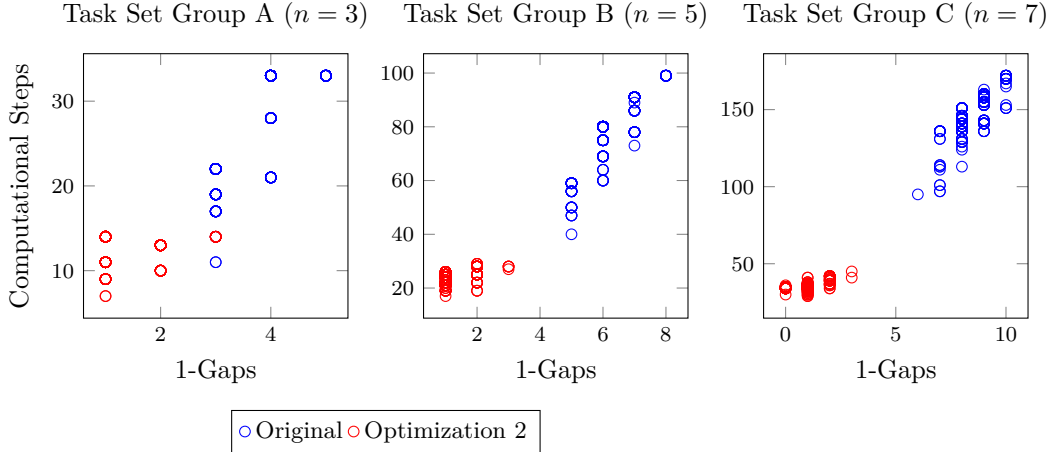 Task Set Group A (n = 3)
Task Set Group B (n = 5)
Task Set Group C (n = 7)
Computational Steps
30
20
10
2
4
1-Gaps
100
80
60
40
20
2
4
6
8
1-Gaps
150
100
50
0
5
10
1-Gaps
Original
Optimization 2